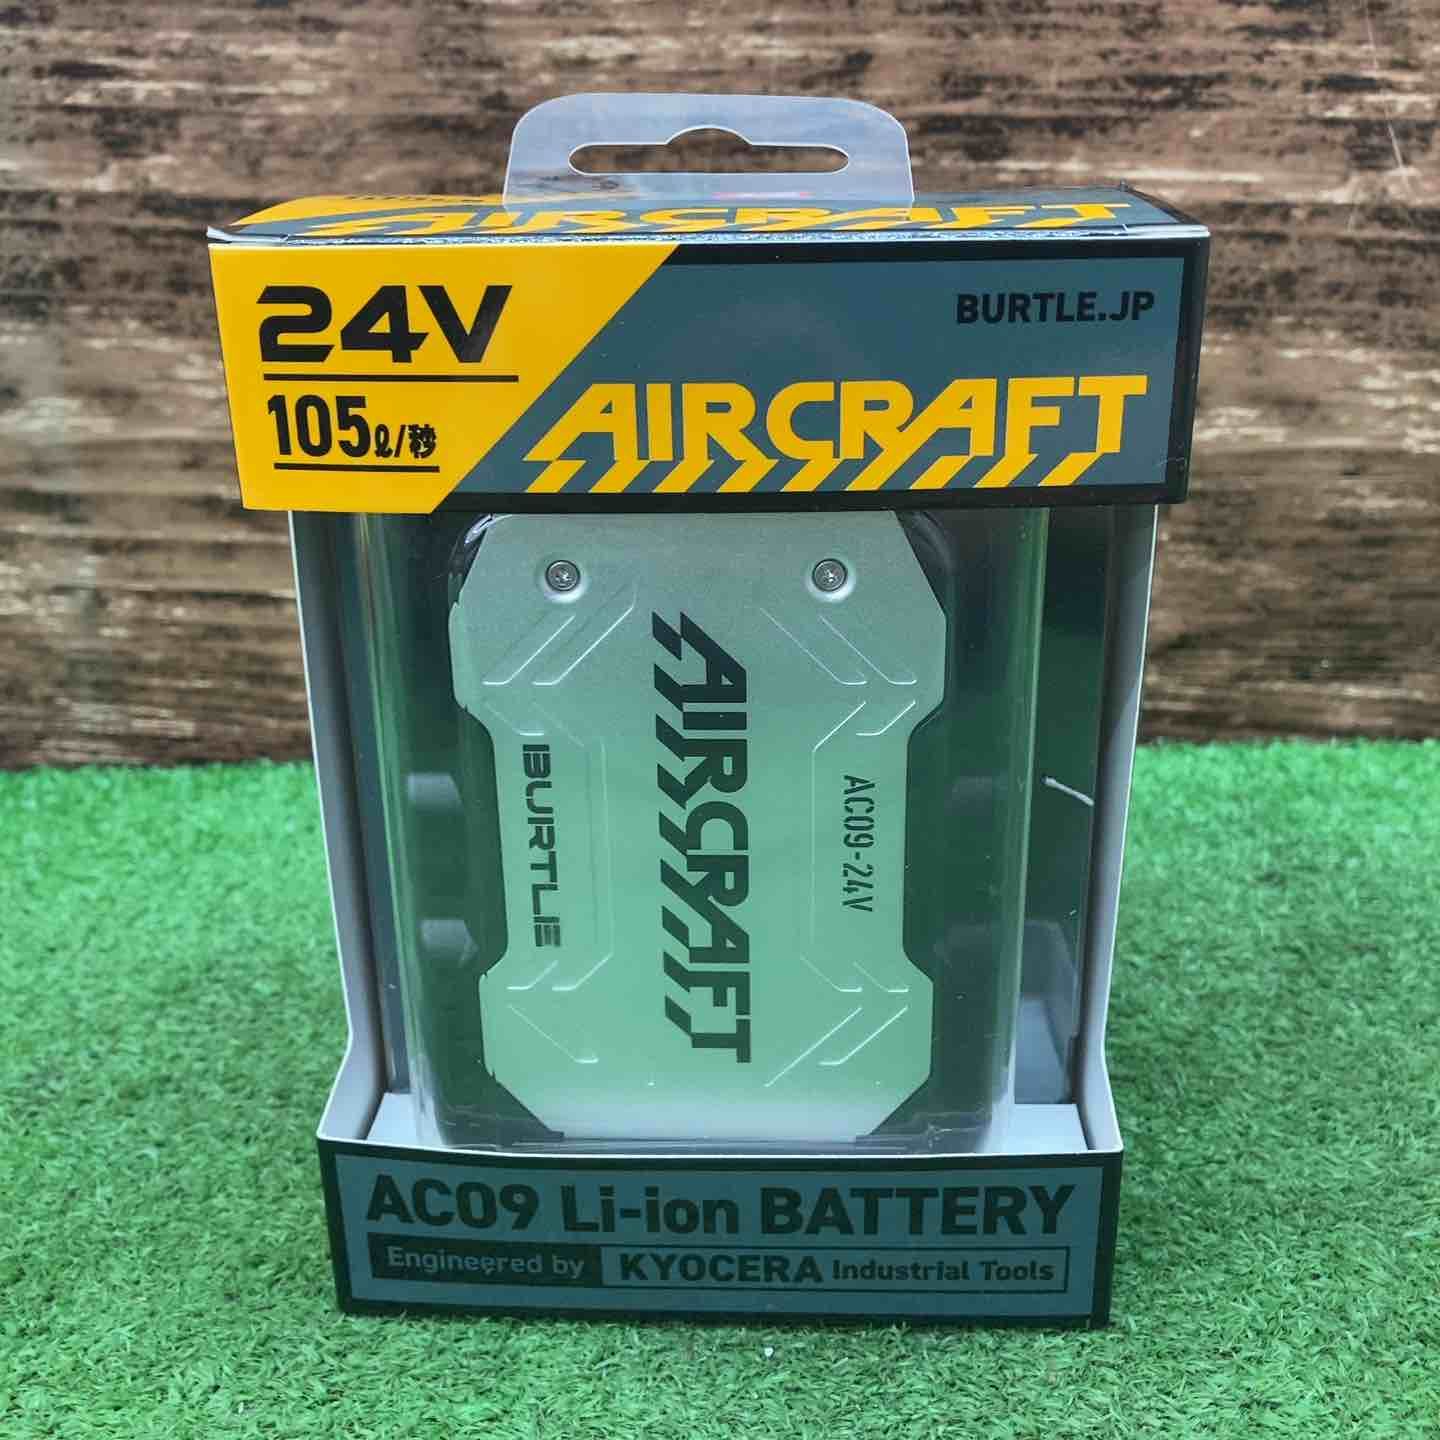 AIRCRAFT
24V
105ℓ/秒
BURTLE.JP
AIRCRAFT
AIRCRAFT
BURTLE
AC09-24V
AC09 Li-ion BATTERY
Engineered by KYOCERA Industrial Tools